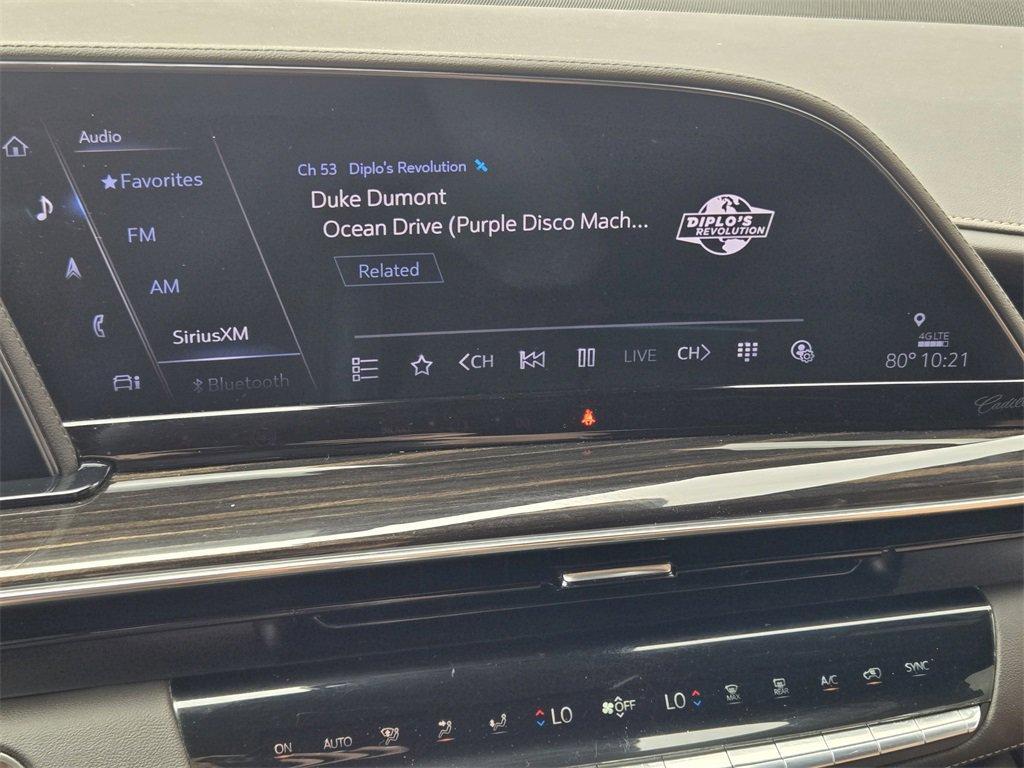 Audio
Favorites
FM
AM
SiriusXM
Bluetooth
Ch 53 Diplo's Revolution
Duke Dumont
Ocean Drive (Purple Disco Mach...
Related
DIPLO'S
REVOLUTION
<CH
LIVE
CH>
4G LTE
80° 10:21
ON
AUTO
LO
OFF
LO
MAX
REAR
A/C
SYNC